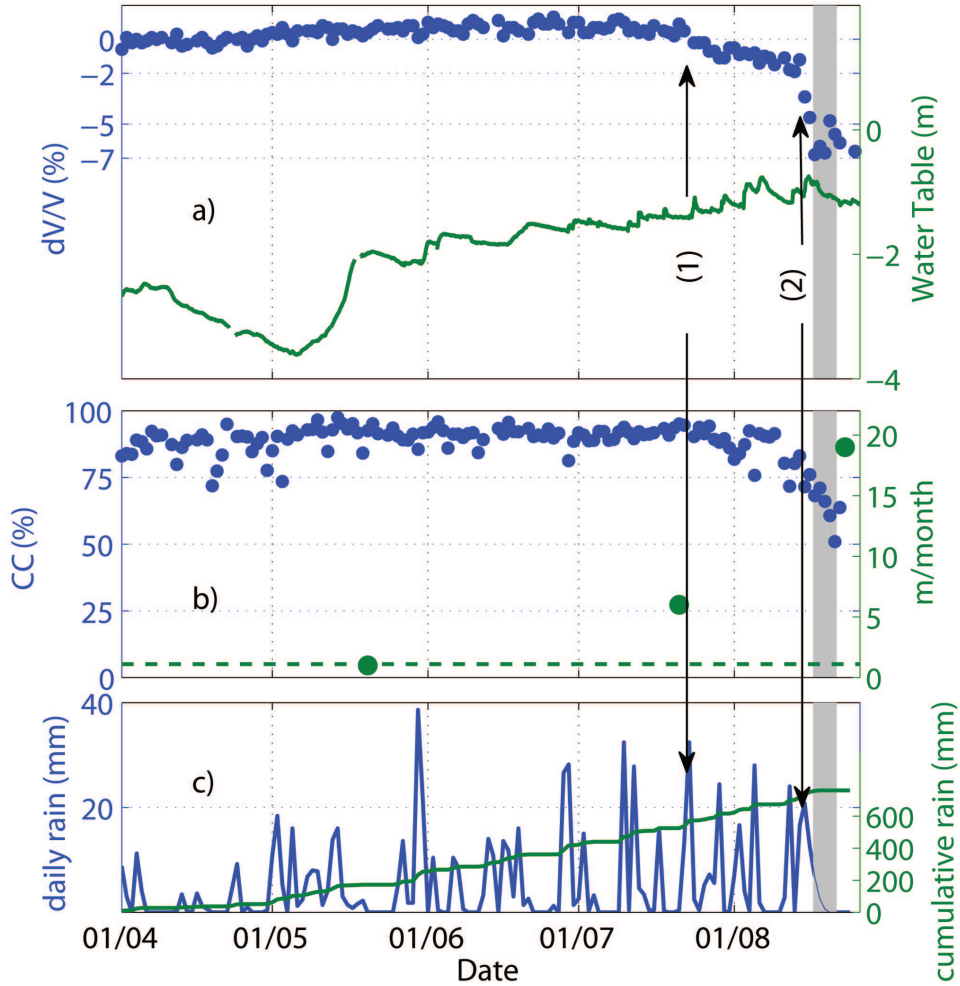 0
−2
−5
−7
dV/V (%)
a)
0
−2
−4
Water Table (m)
(1)
(2)
100
75
50
25
0
CC (%)
b)
20
15
10
5
0
m/month
40
20
0
daily rain (mm)
c)
600
400
200
0
cumulative rain (mm)
01/04 01/05 01/06 01/07 01/08
Date